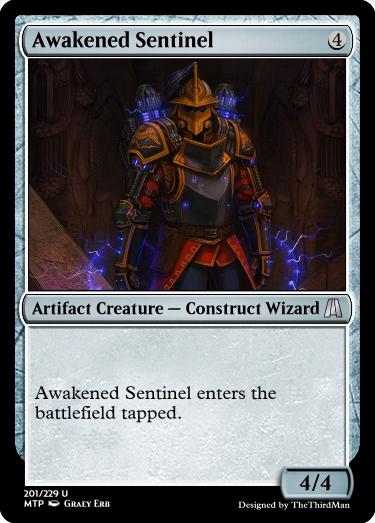 Awakened Sentinel 4
Artifact Creature — Construct Wizard
Awakened Sentinel enters the
battlefield tapped.
4/4
201/229 U
MTP Graey Erb
Designed by TheThirdMan